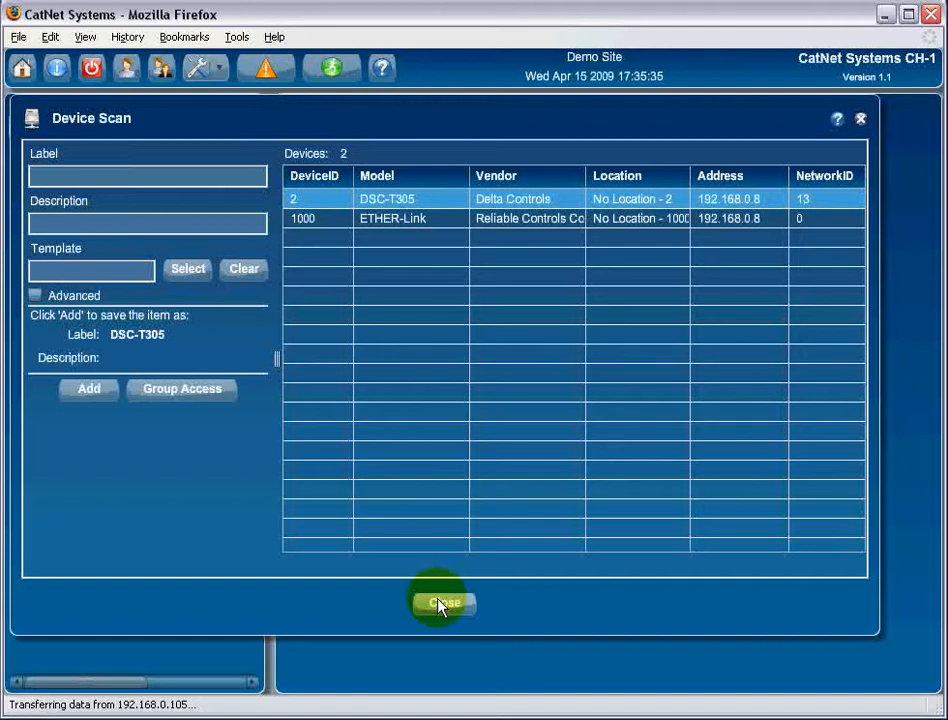 CatNet Systems - Mozilla Firefox
File Edit View History Bookmarks Tools Help
Demo Site
Wed Apr 15 2009 17:35:35
CatNet Systems CH-1
Version 1.1
Device Scan
Label
Description
Template
Select Clear
Advanced
Click 'Add' to save the item as:
Label: DSC-T305
Description:
Add Group Access
Devices: 2
DeviceID Model Vendor Location Address NetworkID
2 DSC-T305 Delta Controls No Location - 2 192.168.0.8 13
1000 ETHER-Link Reliable Controls Co No Location - 1000 192.168.0.8 0
Close
Transferring data from 192.168.0.105...